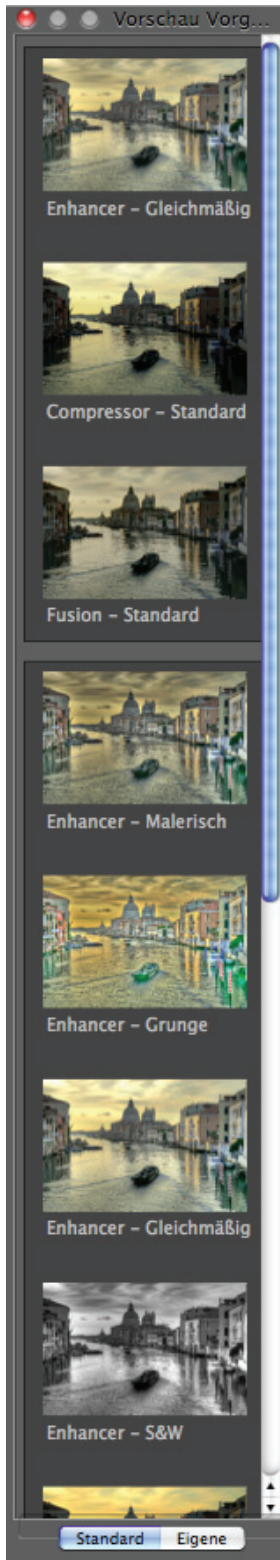 Vorschau Vorg...
Enhancer – Gleichmäßig
Compressor – Standard
Fusion – Standard
Enhancer – Malerisch
Enhancer – Grunge
Enhancer – Gleichmäßig
Enhancer – S&W
Standard Eigene